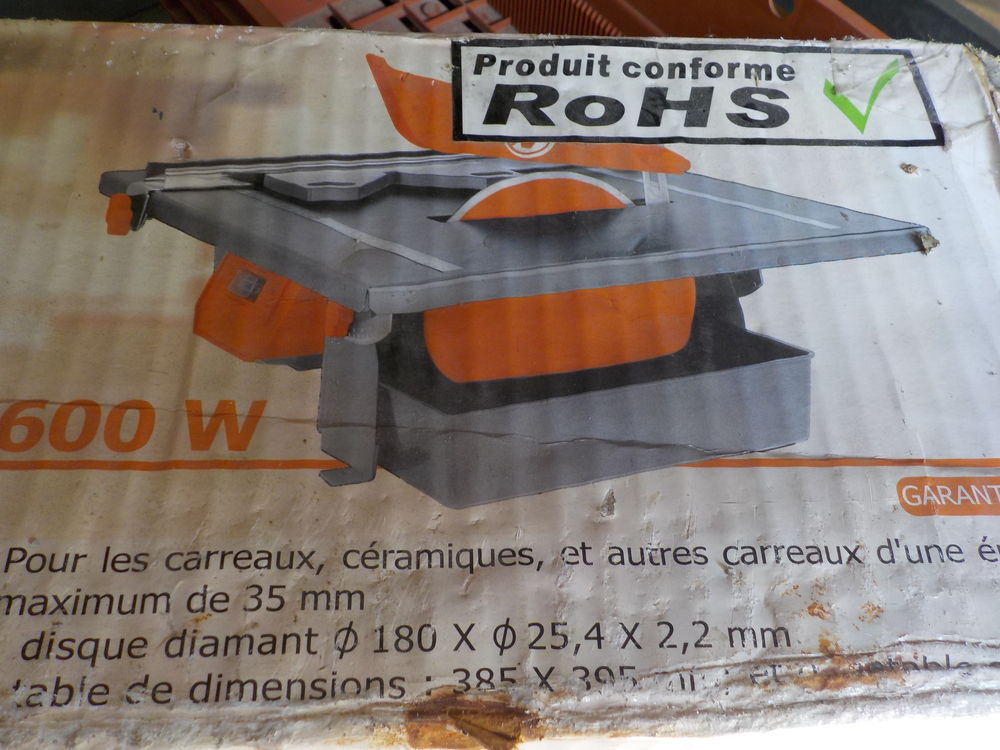 Produit conforme
RoHS
600 W
GARANT
Pour les carreaux, céramiques, et autres carreaux d'une é
maximum de 35 mm
disque diamant ϕ 180 X ϕ 25,4 X 2,2 mm
table de dimensions : 385 X 395